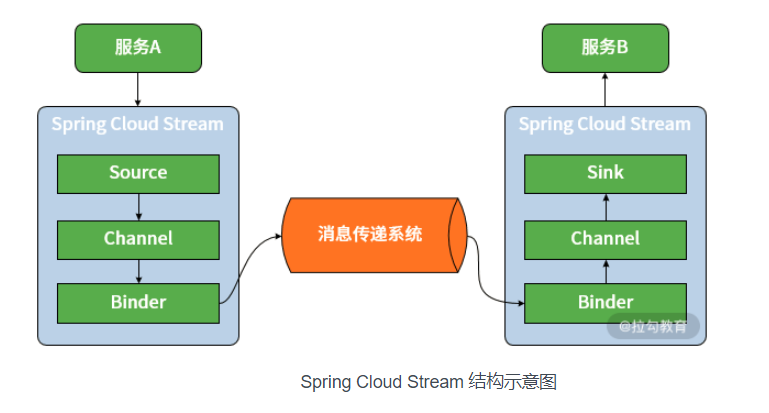 服务A
Spring Cloud Stream
Source
Channel
Binder
消息传递系统
服务B
Spring Cloud Stream
Sink
Channel
Binder
@拉勾教育
Spring Cloud Stream 结构示意图